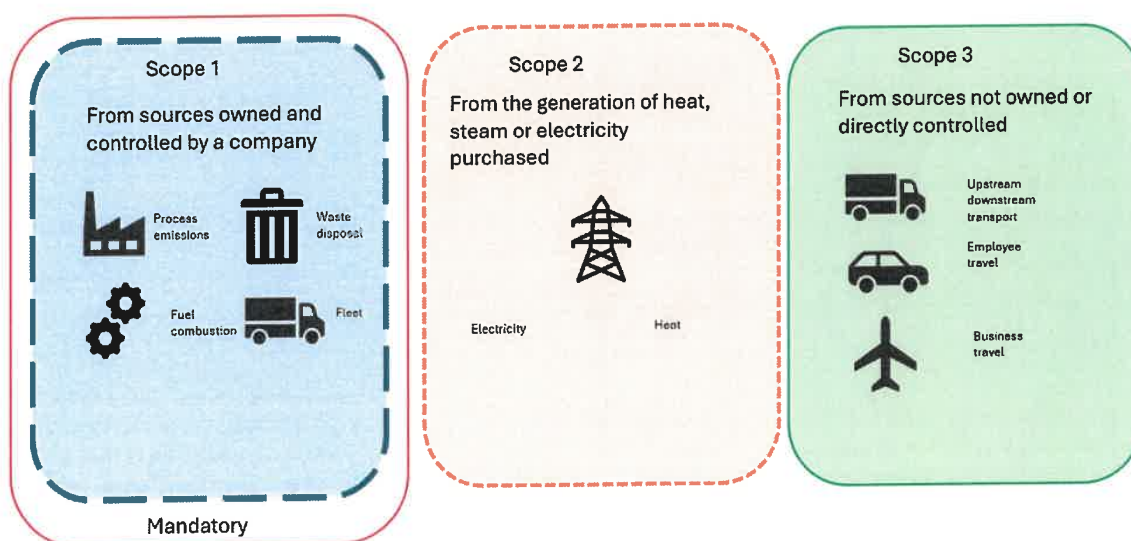 Scope 1
From sources owned and
controlled by a company
Process
emissions
Waste
disposal
Fuel
combustion
Fleet
Mandatory
Scope 2
From the generation of heat,
steam or electricity
purchased
Electricity
Heat
Scope 3
From sources not owned or
directly controlled
Upstream
downstream
transport
Employee
travel
Business
travel